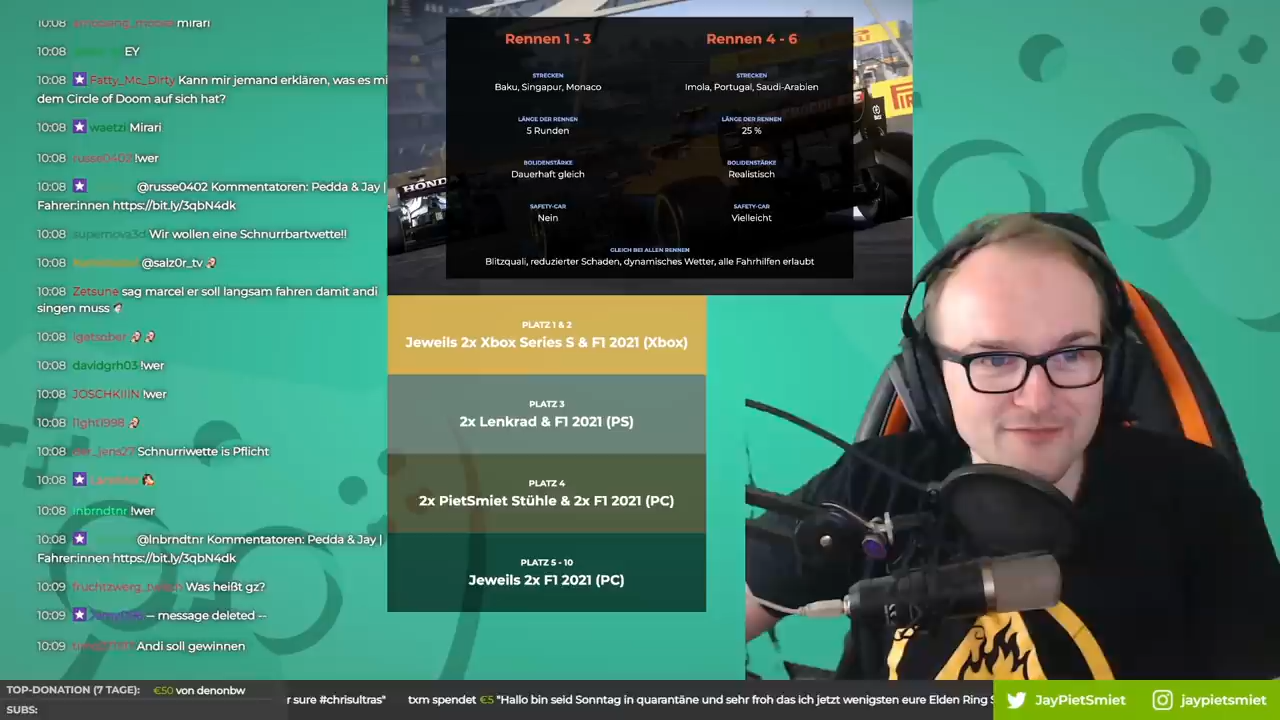 10:08 mirari
10:08 EY
10:08 Fatty_Mc_Dirty Kann mir jemand erklären, was es mi
dem Circle of Doom auf sich hat?
10:08 waetzi Mirari
10:08 russe0402 !wer
10:08 @russe0402 Kommentatoren: Pedda & Jay |
Fahrer:innen https://bit.ly/3qbN4dk
10:08 supernova3d Wir wollen eine Schnurrbartwette!!
10:08 @salz0r_tv
10:08 Zetsune sag marcel er soll langsam fahren damit andi
singen muss
10:08 igetsober
10:08 davidgrh03 !wer
10:08 JOSCHKIIIN !wer
10:08 l1ght1998
10:08 der_jens27 Schnurriwette is Pflicht
10:08
10:08 lnbrndtnr !wer
10:08 @lnbrndtnr Kommentatoren: Pedda & Jay |
Fahrer:innen https://bit.ly/3qbN4dk
10:09 Was heißt gz?
10:09 -- message deleted --
10:09 Andi soll gewinnen
Rennen 1 - 3
STRECKEN
Baku, Singapur, Monaco
LÄNGE DER RENNEN
5 Runden
BOLIDENSTÄRKE
Dauerhaft gleich
SAFETY-CAR
Nein
Rennen 4 - 6
STRECKEN
Imola, Portugal, Saudi-Arabien
LÄNGE DER RENNEN
25 %
BOLIDENSTÄRKE
Realistisch
SAFETY-CAR
Vielleicht
GLEICH BEI ALLEN RENNEN
Blitzquali, reduzierter Schaden, dynamisches Wetter, alle Fahrhilfen erlaubt
HOND
PLATZ 1 & 2
Jeweils 2x Xbox Series S & F1 2021 (Xbox)
PLATZ 3
2x Lenkrad & F1 2021 (PS)
PLATZ 4
2x PietSmiet Stühle & 2x F1 2021 (PC)
PLATZ 5 - 10
Jeweils 2x F1 2021 (PC)
TOP-DONATION (7 TAGE): €50 von denonbw
SUBS:
r sure #chrisultras" txm spendet €5 "Hallo bin seid Sonntag in quarantäne und sehr froh das ich jetzt wenigsten eure Elden Ring S
JayPietSmiet jaypietsmiet